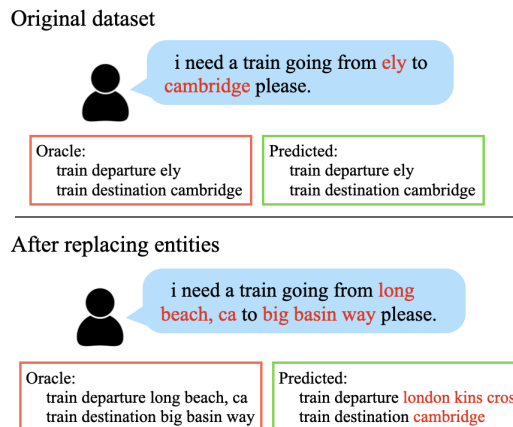 Original dataset
i need a train going from ely to
cambridge please.
Oracle:
train departure ely
train destination cambridge
Predicted:
train departure ely
train destination cambridge
After replacing entities
i need a train going from long
beach, ca to big basin way please.
Oracle:
train departure long beach, ca
train destination big basin way
Predicted:
train departure london kins cros
train destination cambridge